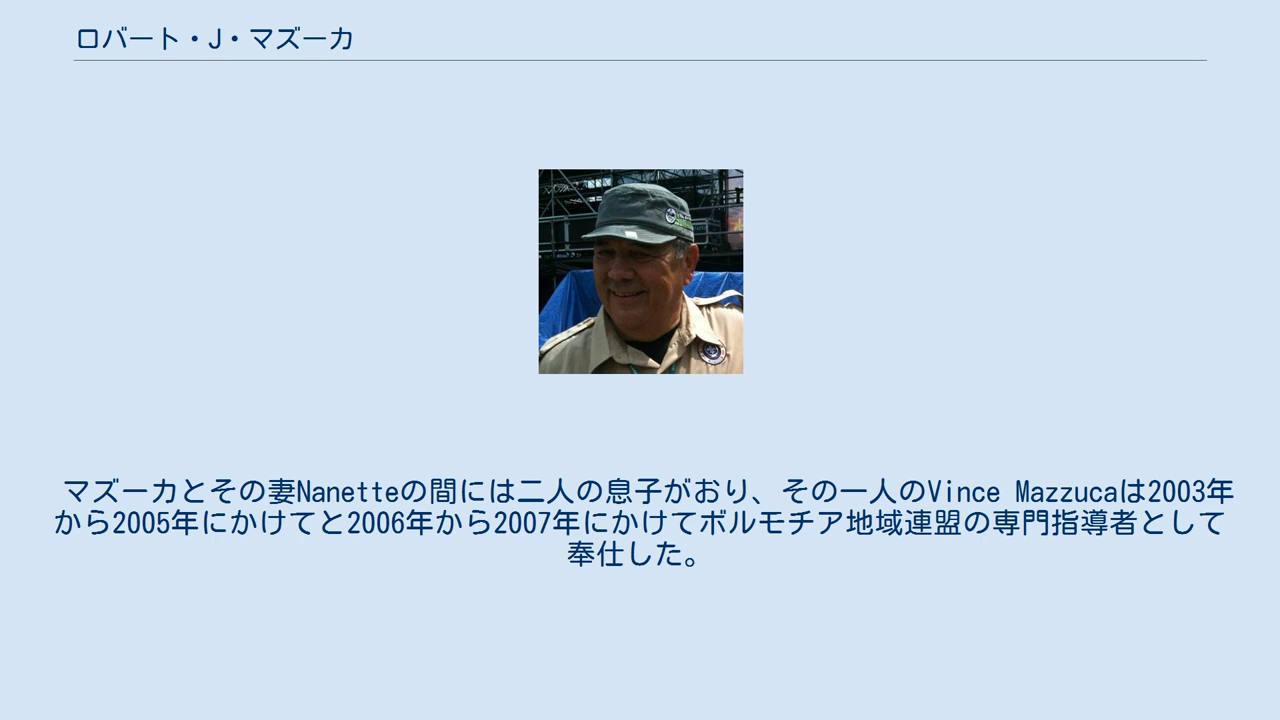 ロバート・J・マズーカ
マズーカとその妻Nanetteの間には二人の息子がおり、その一人のVince Mazzucaは2003年
から2005年にかけてと2006年から2007年にかけてボルモチア地域連盟の専門指導者として
奉仕した。